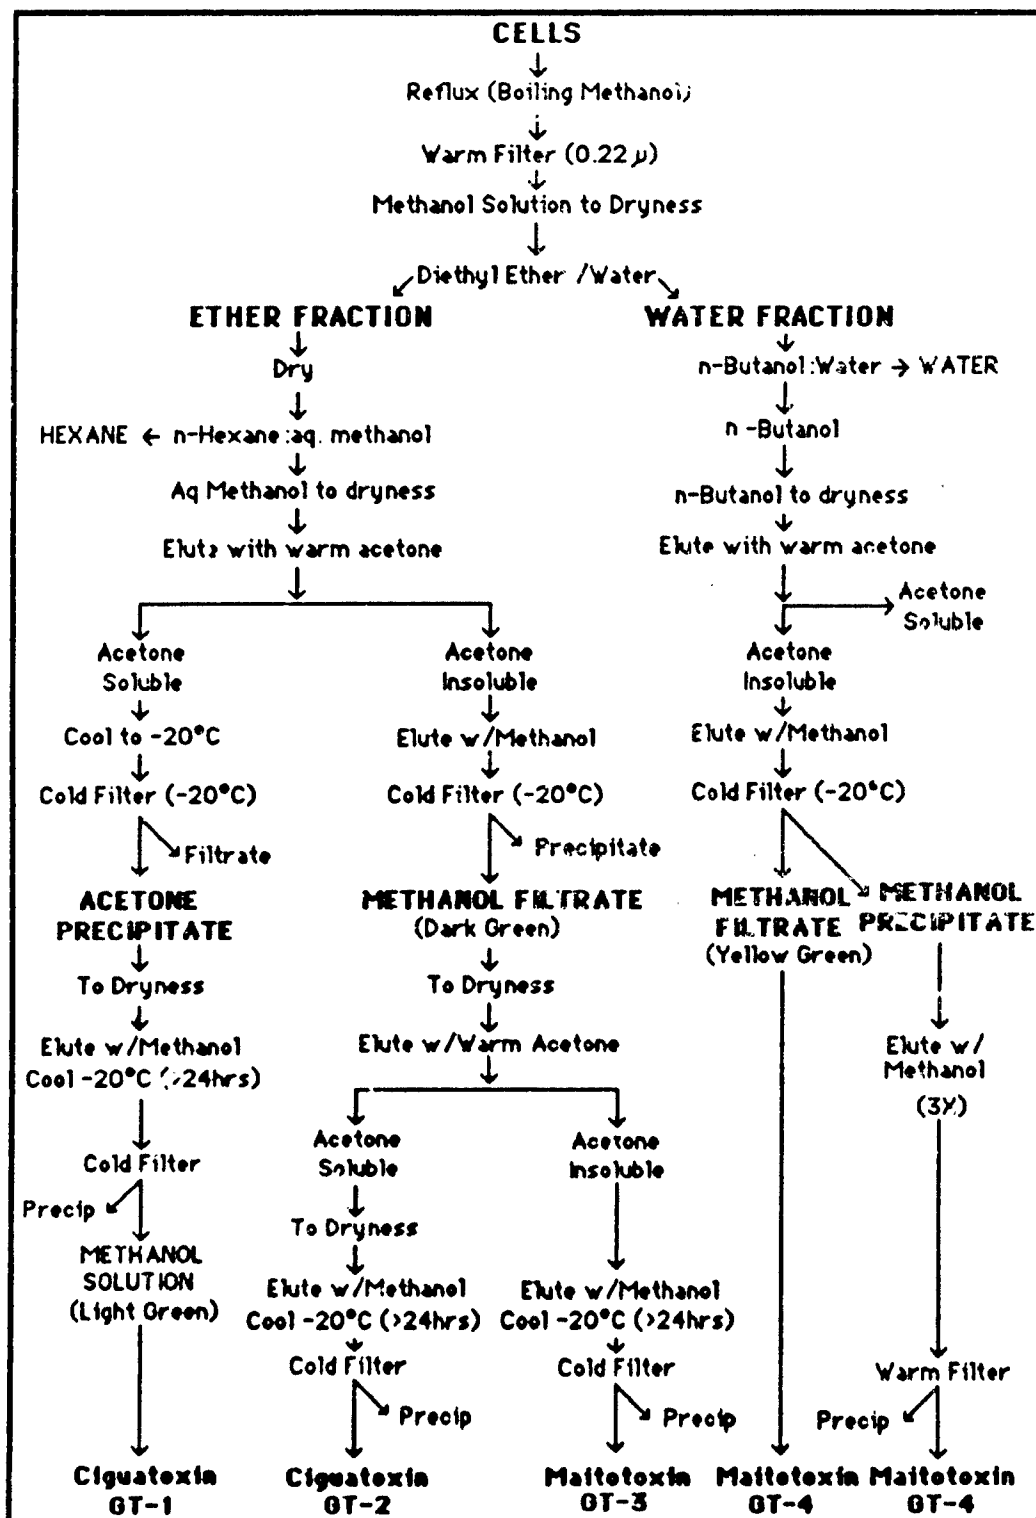 CELLS
Reflux (Boiling Methanol)
Warm Filter (0.22 µ)
Methanol Solution to Dryness
Diethyl Ether /Water
ETHER FRACTION
Dry
HEXANE ← n-Hexane:aq. methanol
Aq Methanol to dryness
Elute with warm acetone
Acetone
Soluble
Cool to -20°C
Cold Filter (-20°C)
Filtrate
ACETONE
PRECIPITATE
To Dryness
Elute w/Methanol
Cool -20°C (>24hrs)
Cold Filter
Precip
METHANOL
SOLUTION
(Light Green)
Ciguatoxin
GT-1
Acetone
Insoluble
Elute w/Methanol
Cold Filter (-20°C)
Precipitate
METHANOL FILTRATE
(Dark Green)
To Dryness
Elute w/Warm Acetone
Acetone
Soluble
To Dryness
Elute w/Methanol
Cool -20°C (>24hrs)
Cold Filter
Precip
Ciguatoxin
GT-2
Acetone
Insoluble
Elute w/Methanol
Cool -20°C (>24hrs)
Cold Filter
Precip
Maitotoxin
GT-3
WATER FRACTION
n-Butanol:Water → WATER
n -Butanol
n-Butanol to dryness
Elute with warm acetone
Acetone
Soluble
Acetone
Insoluble
Elute w/Methanol
Cold Filter (-20°C)
METHANOL
FILTRATE
(Yellow Green)
Maitotoxin
GT-4
METHANOL
PRECIPITATE
Elute w/
Methanol
(3X)
Warm Filter
Precip
Maitotoxin
GT-4